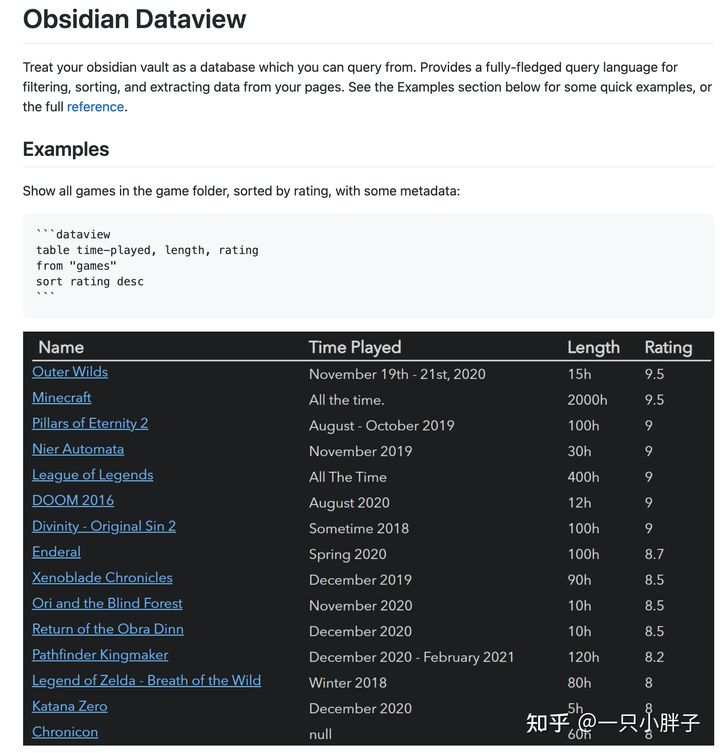 Obsidian Dataview
Treat your obsidian vault as a database which you can query from. Provides a fully-fledged query language for
filtering, sorting, and extracting data from your pages. See the Examples section below for some quick examples, or
the full reference.
Examples
Show all games in the game folder, sorted by rating, with some metadata:
```dataview
table time-played, length, rating
from "games"
sort rating desc
```
Name Time Played Length Rating
Outer Wilds November 19th - 21st, 2020 15h 9.5
Minecraft All the time. 2000h 9.5
Pillars of Eternity 2 August - October 2019 100h 9
Nier Automata November 2019 30h 9
League of Legends All The Time 400h 9
DOOM 2016 August 2020 12h 9
Divinity - Original Sin 2 Sometime 2018 100h 9
Enderal Spring 2020 100h 8.7
Xenoblade Chronicles December 2019 90h 8.5
Ori and the Blind Forest November 2020 10h 8.5
Return of the Obra Dinn December 2020 10h 8.5
Pathfinder Kingmaker December 2020 - February 2021 120h 8.2
Legend of Zelda - Breath of the Wild Winter 2018 80h 8
Katana Zero December 2020 5h 8
Chronicon null 60h 8
知乎 @一只小胖子